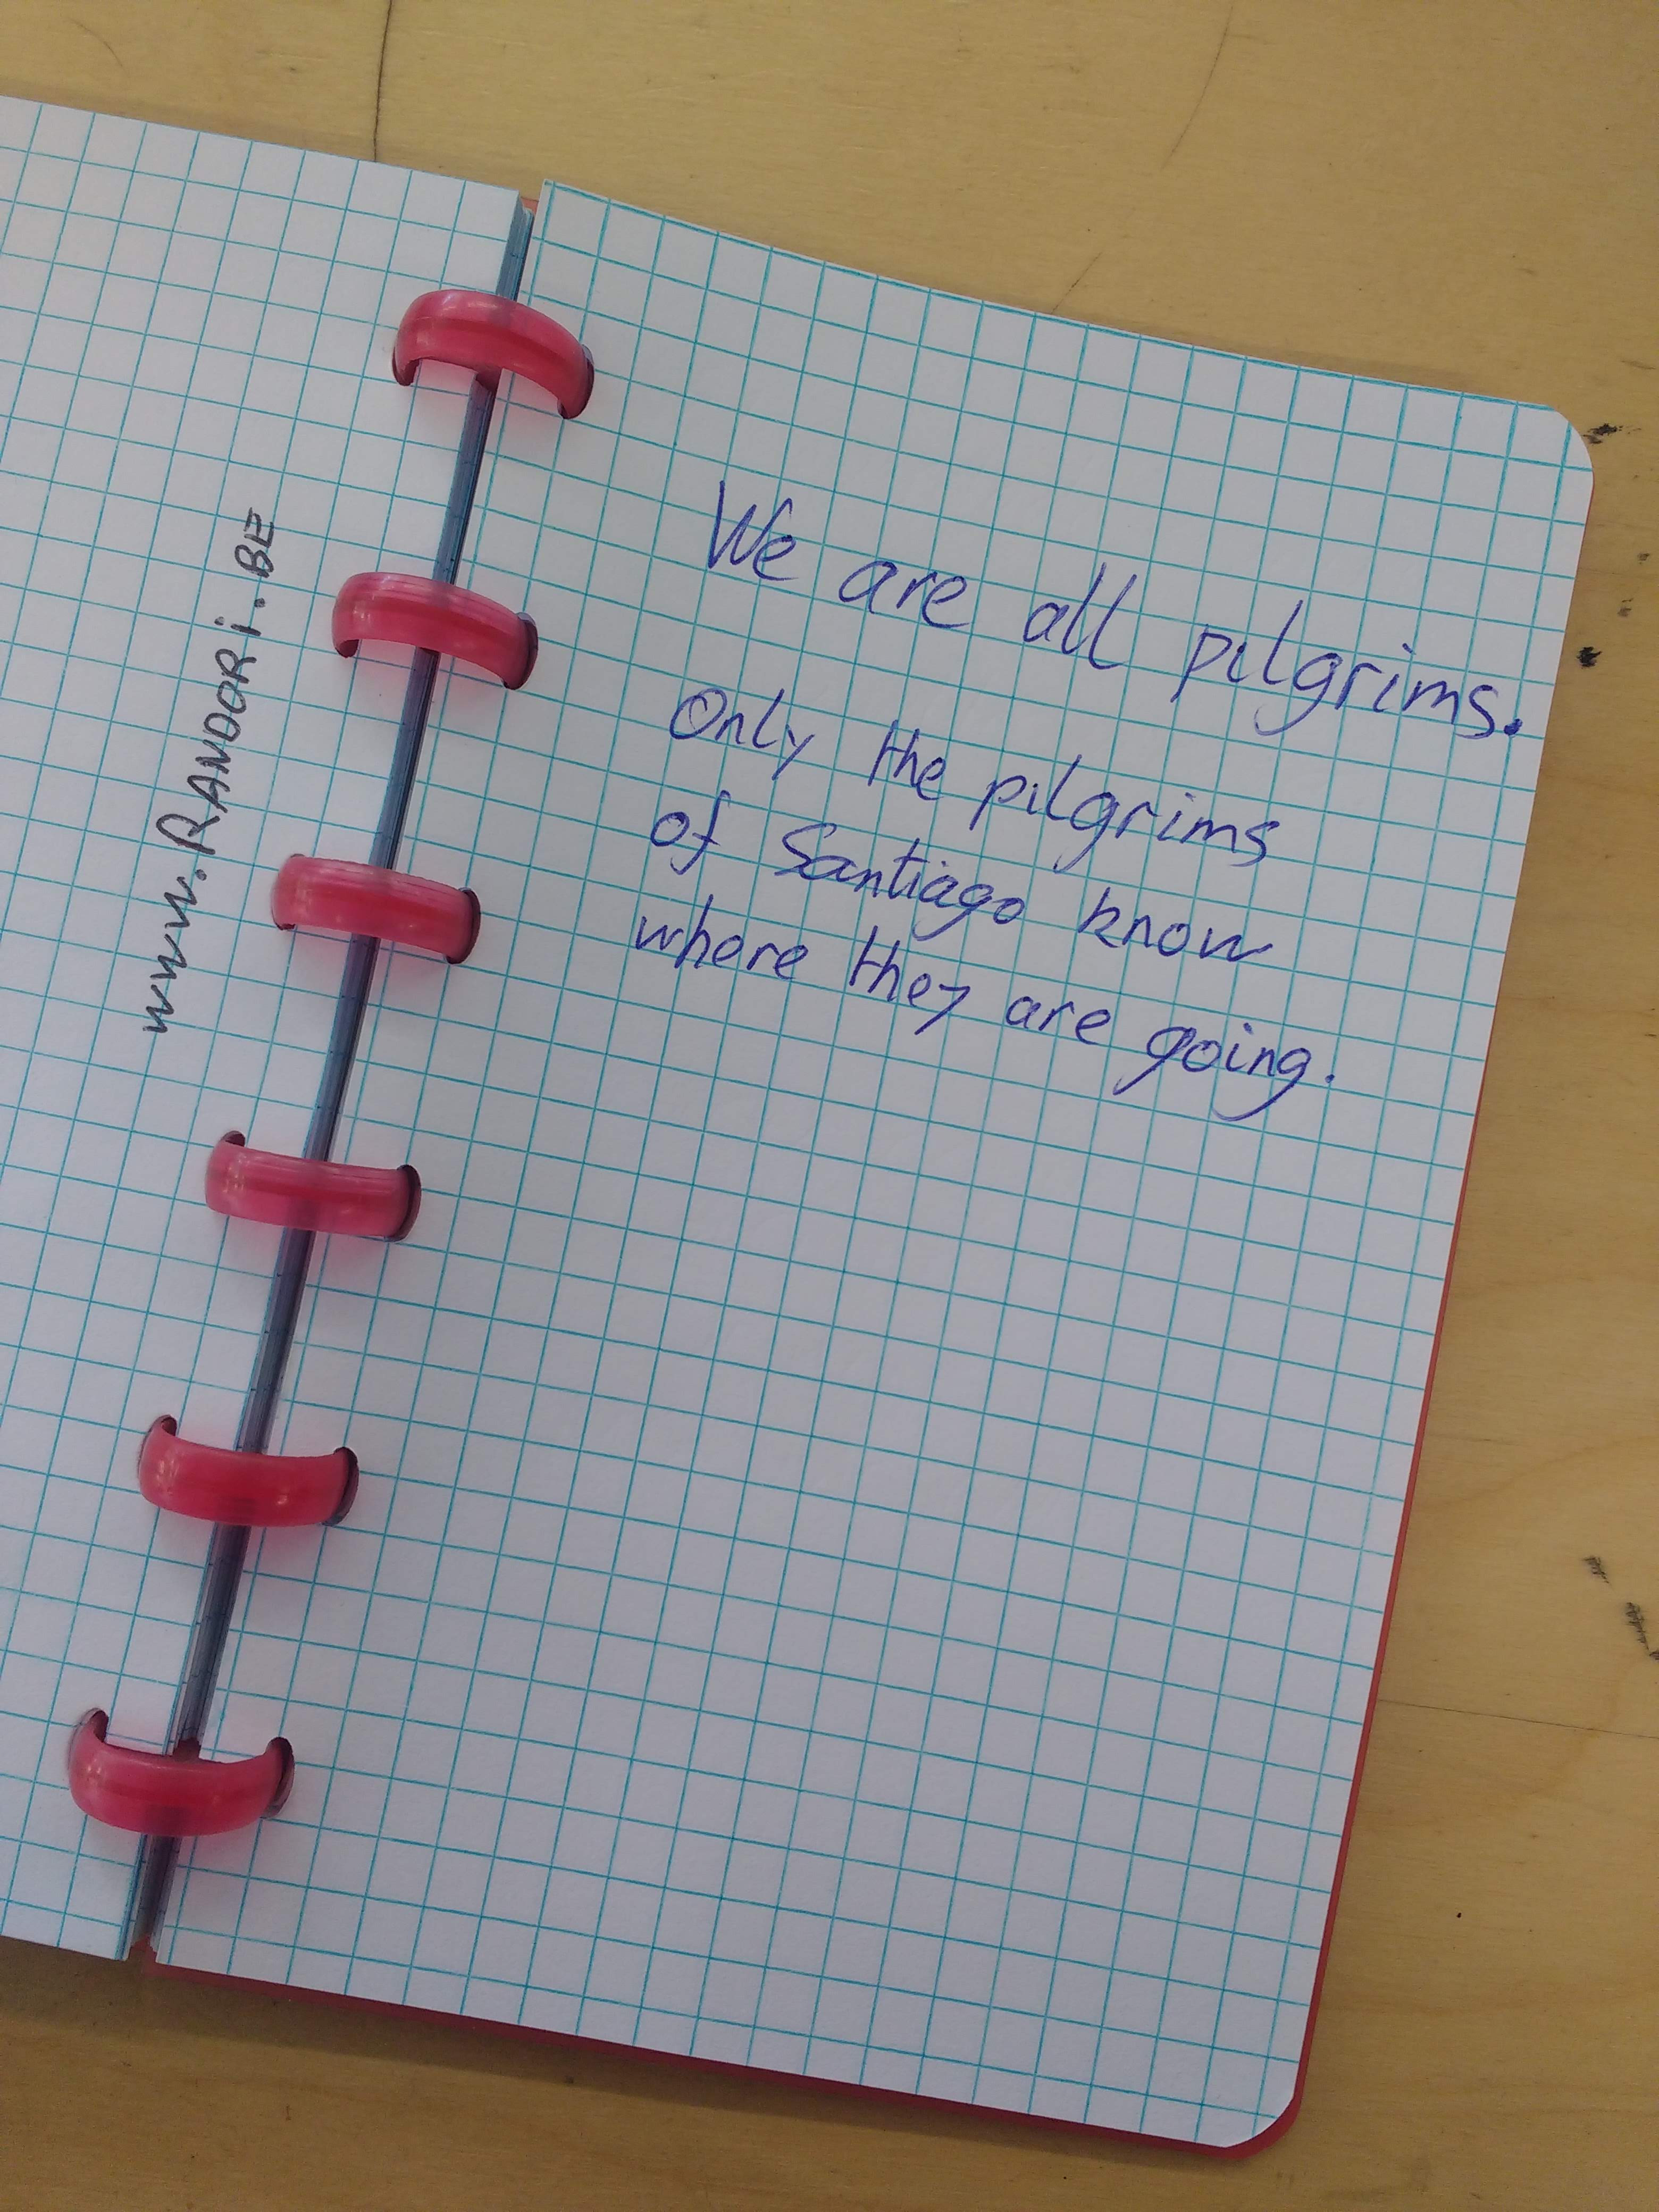 www.RANDORi.BE
We are all pilgrims.
Only the pilgrims
of Santiago know
where they are going.